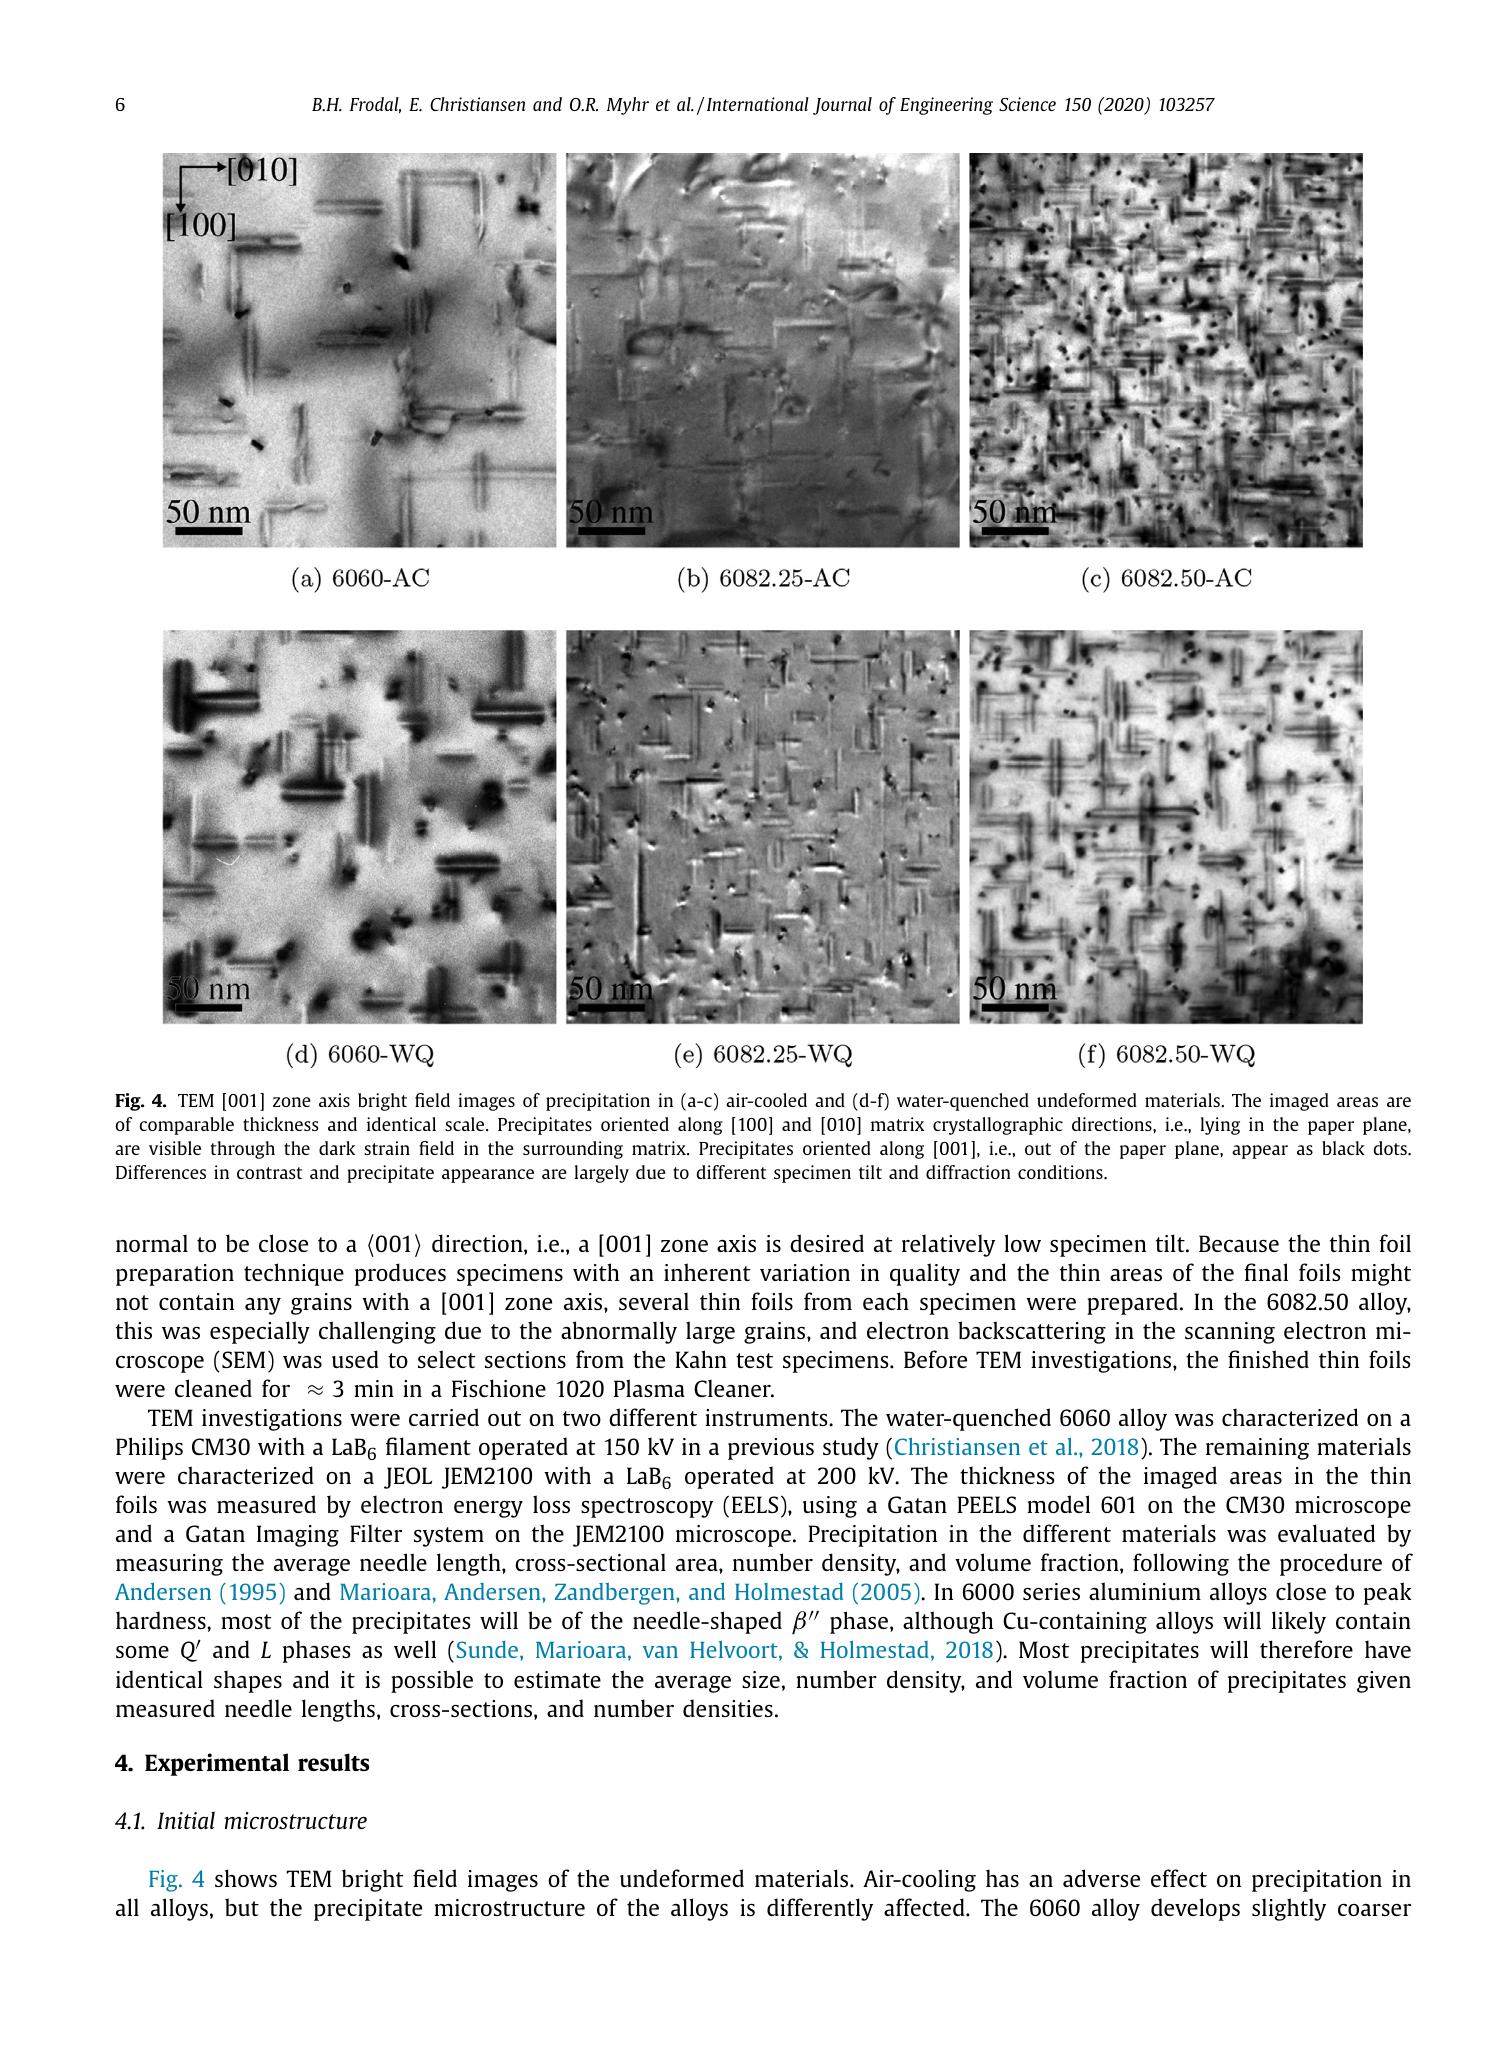 6
B.H. Frodal, E. Christiansen and O.R. Myhr et al. / International Journal of Engineering Science 150 (2020) 103257
[010]
[100]
50 nm
50 nm
50 nm
(a) 6060-AC
(b) 6082.25-AC
(c) 6082.50-AC
50 nm
50 nm
50 nm
(d) 6060-WQ
(e) 6082.25-WQ
(f) 6082.50-WQ
Fig. 4. TEM [001] zone axis bright field images of precipitation in (a-c) air-cooled and (d-f) water-quenched undeformed materials. The imaged areas are
of comparable thickness and identical scale. Precipitates oriented along [100] and [010] matrix crystallographic directions, i.e., lying in the paper plane,
are visible through the dark strain field in the surrounding matrix. Precipitates oriented along [001], i.e., out of the paper plane, appear as black dots.
Differences in contrast and precipitate appearance are largely due to different specimen tilt and diffraction conditions.
normal to be close to a ⟨001⟩ direction, i.e., a [001] zone axis is desired at relatively low specimen tilt. Because the thin foil
preparation technique produces specimens with an inherent variation in quality and the thin areas of the final foils might
not contain any grains with a [001] zone axis, several thin foils from each specimen were prepared. In the 6082.50 alloy,
this was especially challenging due to the abnormally large grains, and electron backscattering in the scanning electron mi-
croscope (SEM) was used to select sections from the Kahn test specimens. Before TEM investigations, the finished thin foils
were cleaned for ≈ 3 min in a Fischione 1020 Plasma Cleaner.
TEM investigations were carried out on two different instruments. The water-quenched 6060 alloy was characterized on a
Philips CM30 with a LaB₆ filament operated at 150 kV in a previous study (Christiansen et al., 2018). The remaining materials
were characterized on a JEOL JEM2100 with a LaB₆ operated at 200 kV. The thickness of the imaged areas in the thin
foils was measured by electron energy loss spectroscopy (EELS), using a Gatan PEELS model 601 on the CM30 microscope
and a Gatan Imaging Filter system on the JEM2100 microscope. Precipitation in the different materials was evaluated by
measuring the average needle length, cross-sectional area, number density, and volume fraction, following the procedure of
Andersen (1995) and Marioara, Andersen, Zandbergen, and Holmestad (2005). In 6000 series aluminium alloys close to peak
hardness, most of the precipitates will be of the needle-shaped β″ phase, although Cu-containing alloys will likely contain
some Q′ and L phases as well (Sunde, Marioara, van Helvoort, & Holmestad, 2018). Most precipitates will therefore have
identical shapes and it is possible to estimate the average size, number density, and volume fraction of precipitates given
measured needle lengths, cross-sections, and number densities.
4. Experimental results
4.1. Initial microstructure
Fig. 4 shows TEM bright field images of the undeformed materials. Air-cooling has an adverse effect on precipitation in
all alloys, but the precipitate microstructure of the alloys is differently affected. The 6060 alloy develops slightly coarser